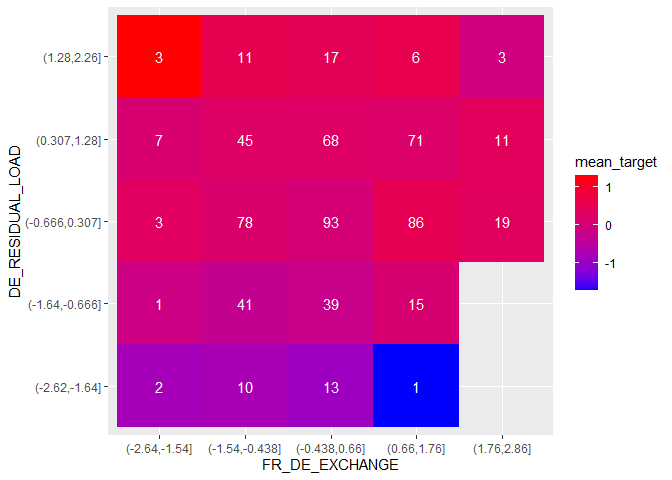 (1.28,2.26] 3 11 17 6 3
(0.307,1.28] 7 45 68 71 11
(-0.666,0.307] 3 78 93 86 19
(-1.64,-0.666] 1 41 39 15
(-2.62,-1.64] 2 10 13 1
DE_RESIDUAL_LOAD
(-2.64,-1.54] (-1.54,-0.438] (-0.438,0.66] (0.66,1.76] (1.76,2.86]
FR_DE_EXCHANGE
mean_target
1
0
-1